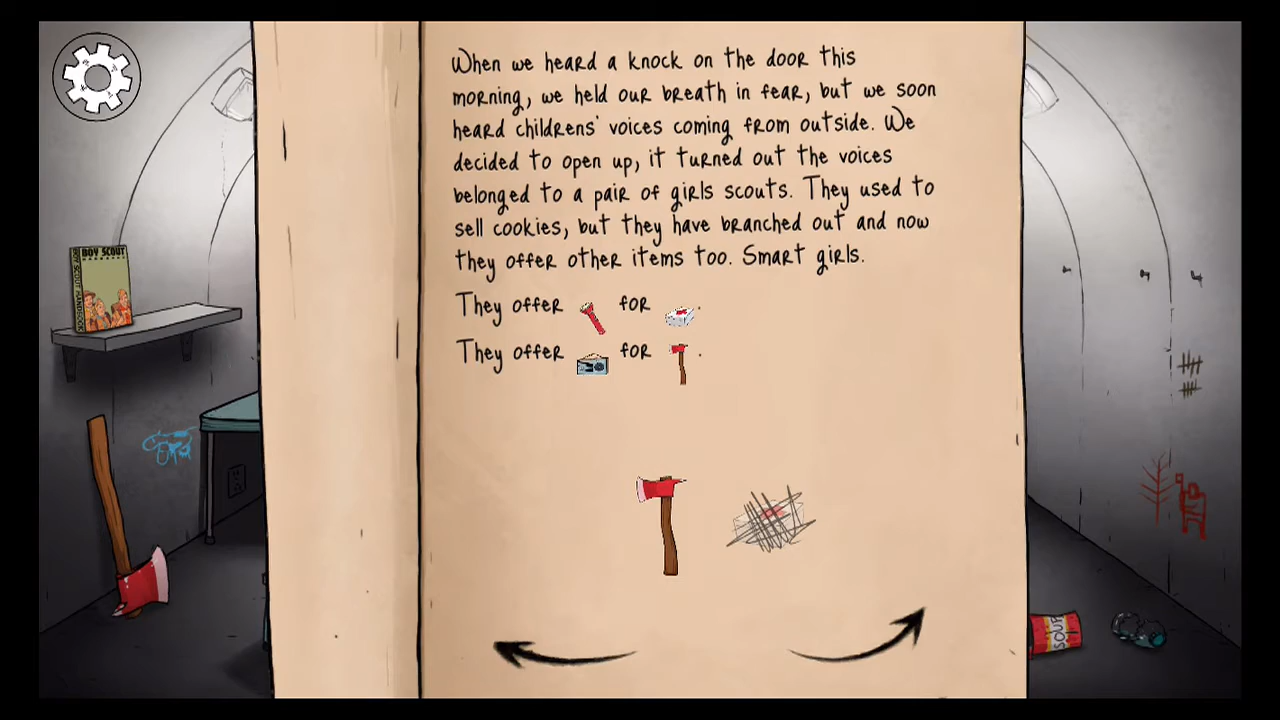 When we heard a knock on the door this
morning, we held our breath in fear, but we soon
heard childrens' voices coming from outside. We
decided to open up, it turned out the voices
belonged to a pair of girls scouts. They used to
sell cookies, but they have branched out and now
they offer other items too. Smart girls.
They offer for .
They offer for .
BOY SCOUT
BOY SCOUT HANDBOOK
SOUP